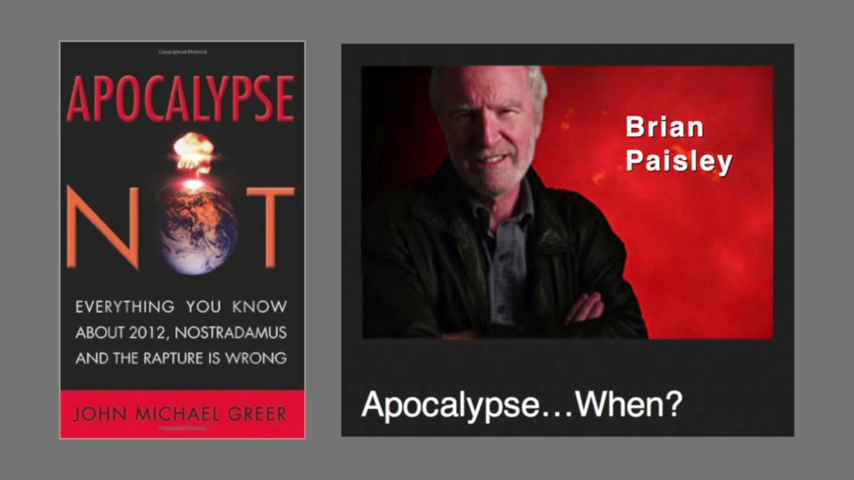 APOCALYPSE
NOT
EVERYTHING YOU KNOW
ABOUT 2012, NOSTRADAMUS
AND THE RAPTURE IS WRONG
JOHN MICHAEL GREER
Brian
Paisley
Apocalypse…When?